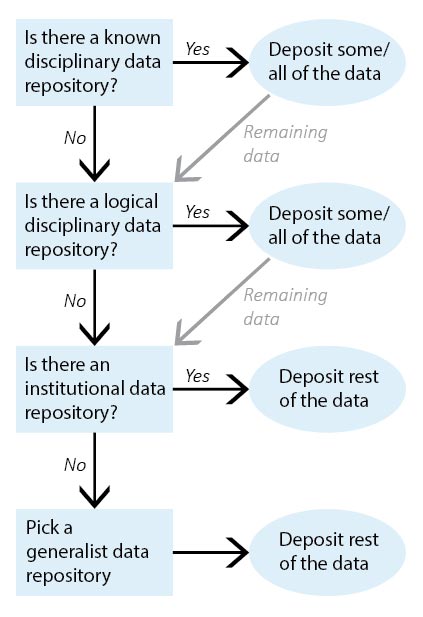 Is there a known
disciplinary data
repository?
Yes
Deposit some/
all of the data
No
Remaining
data
Is there a logical
disciplinary data
repository?
Yes
Deposit some/
all of the data
No
Remaining
data
Is there an
institutional data
repository?
Yes
Deposit rest
of the data
No
Pick a
generalist data
repository
Deposit rest
of the data